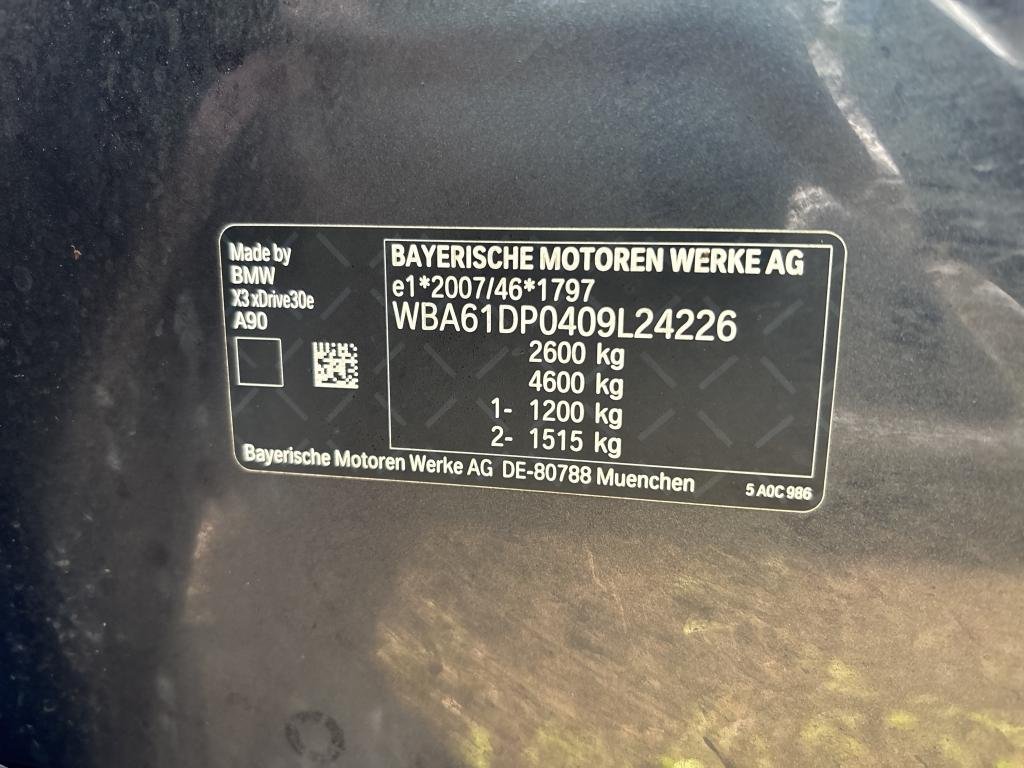 Made by
BMW
X3 xDrive30e
A90
BAYERISCHE MOTOREN WERKE AG
e1*2007/46*1797
WBA61DP0409L24226
2600 kg
4600 kg
1- 1200 kg
2- 1515 kg
Bayerische Motoren Werke AG DE-80788 Muenchen
5 A0C 986